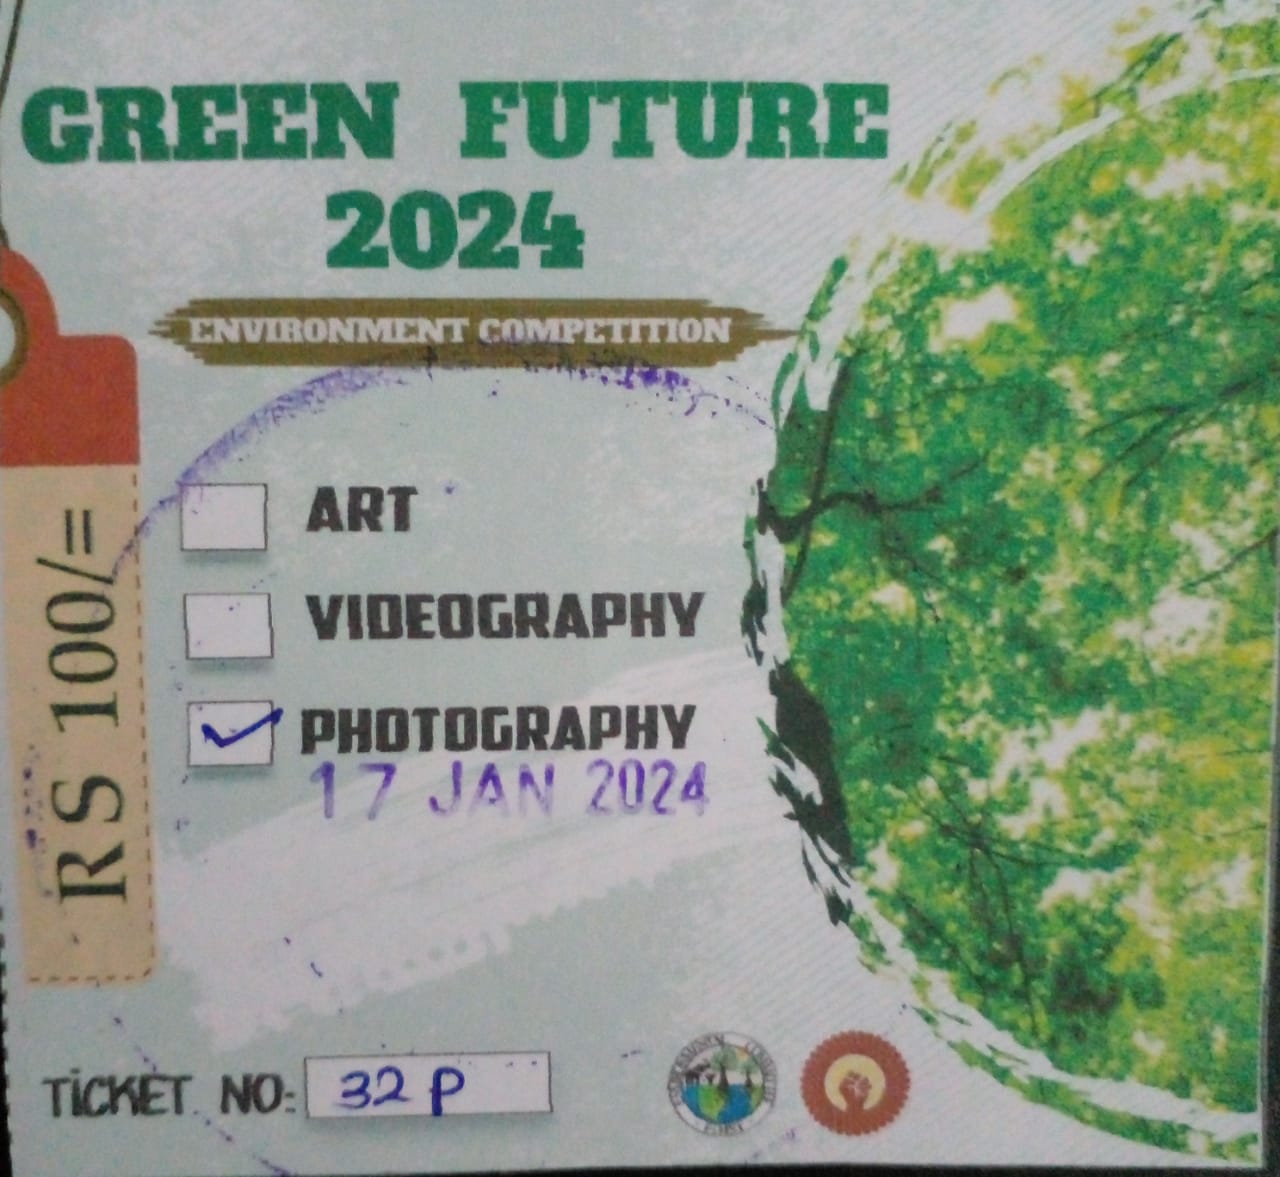 GREEN FUTURE
2024
ENVIRONMENT COMPETITION
RS 100/=
ART
VIDEOGRAPHY
PHOTOGRAPHY
17 JAN 2024
TICKET NO: 32 P